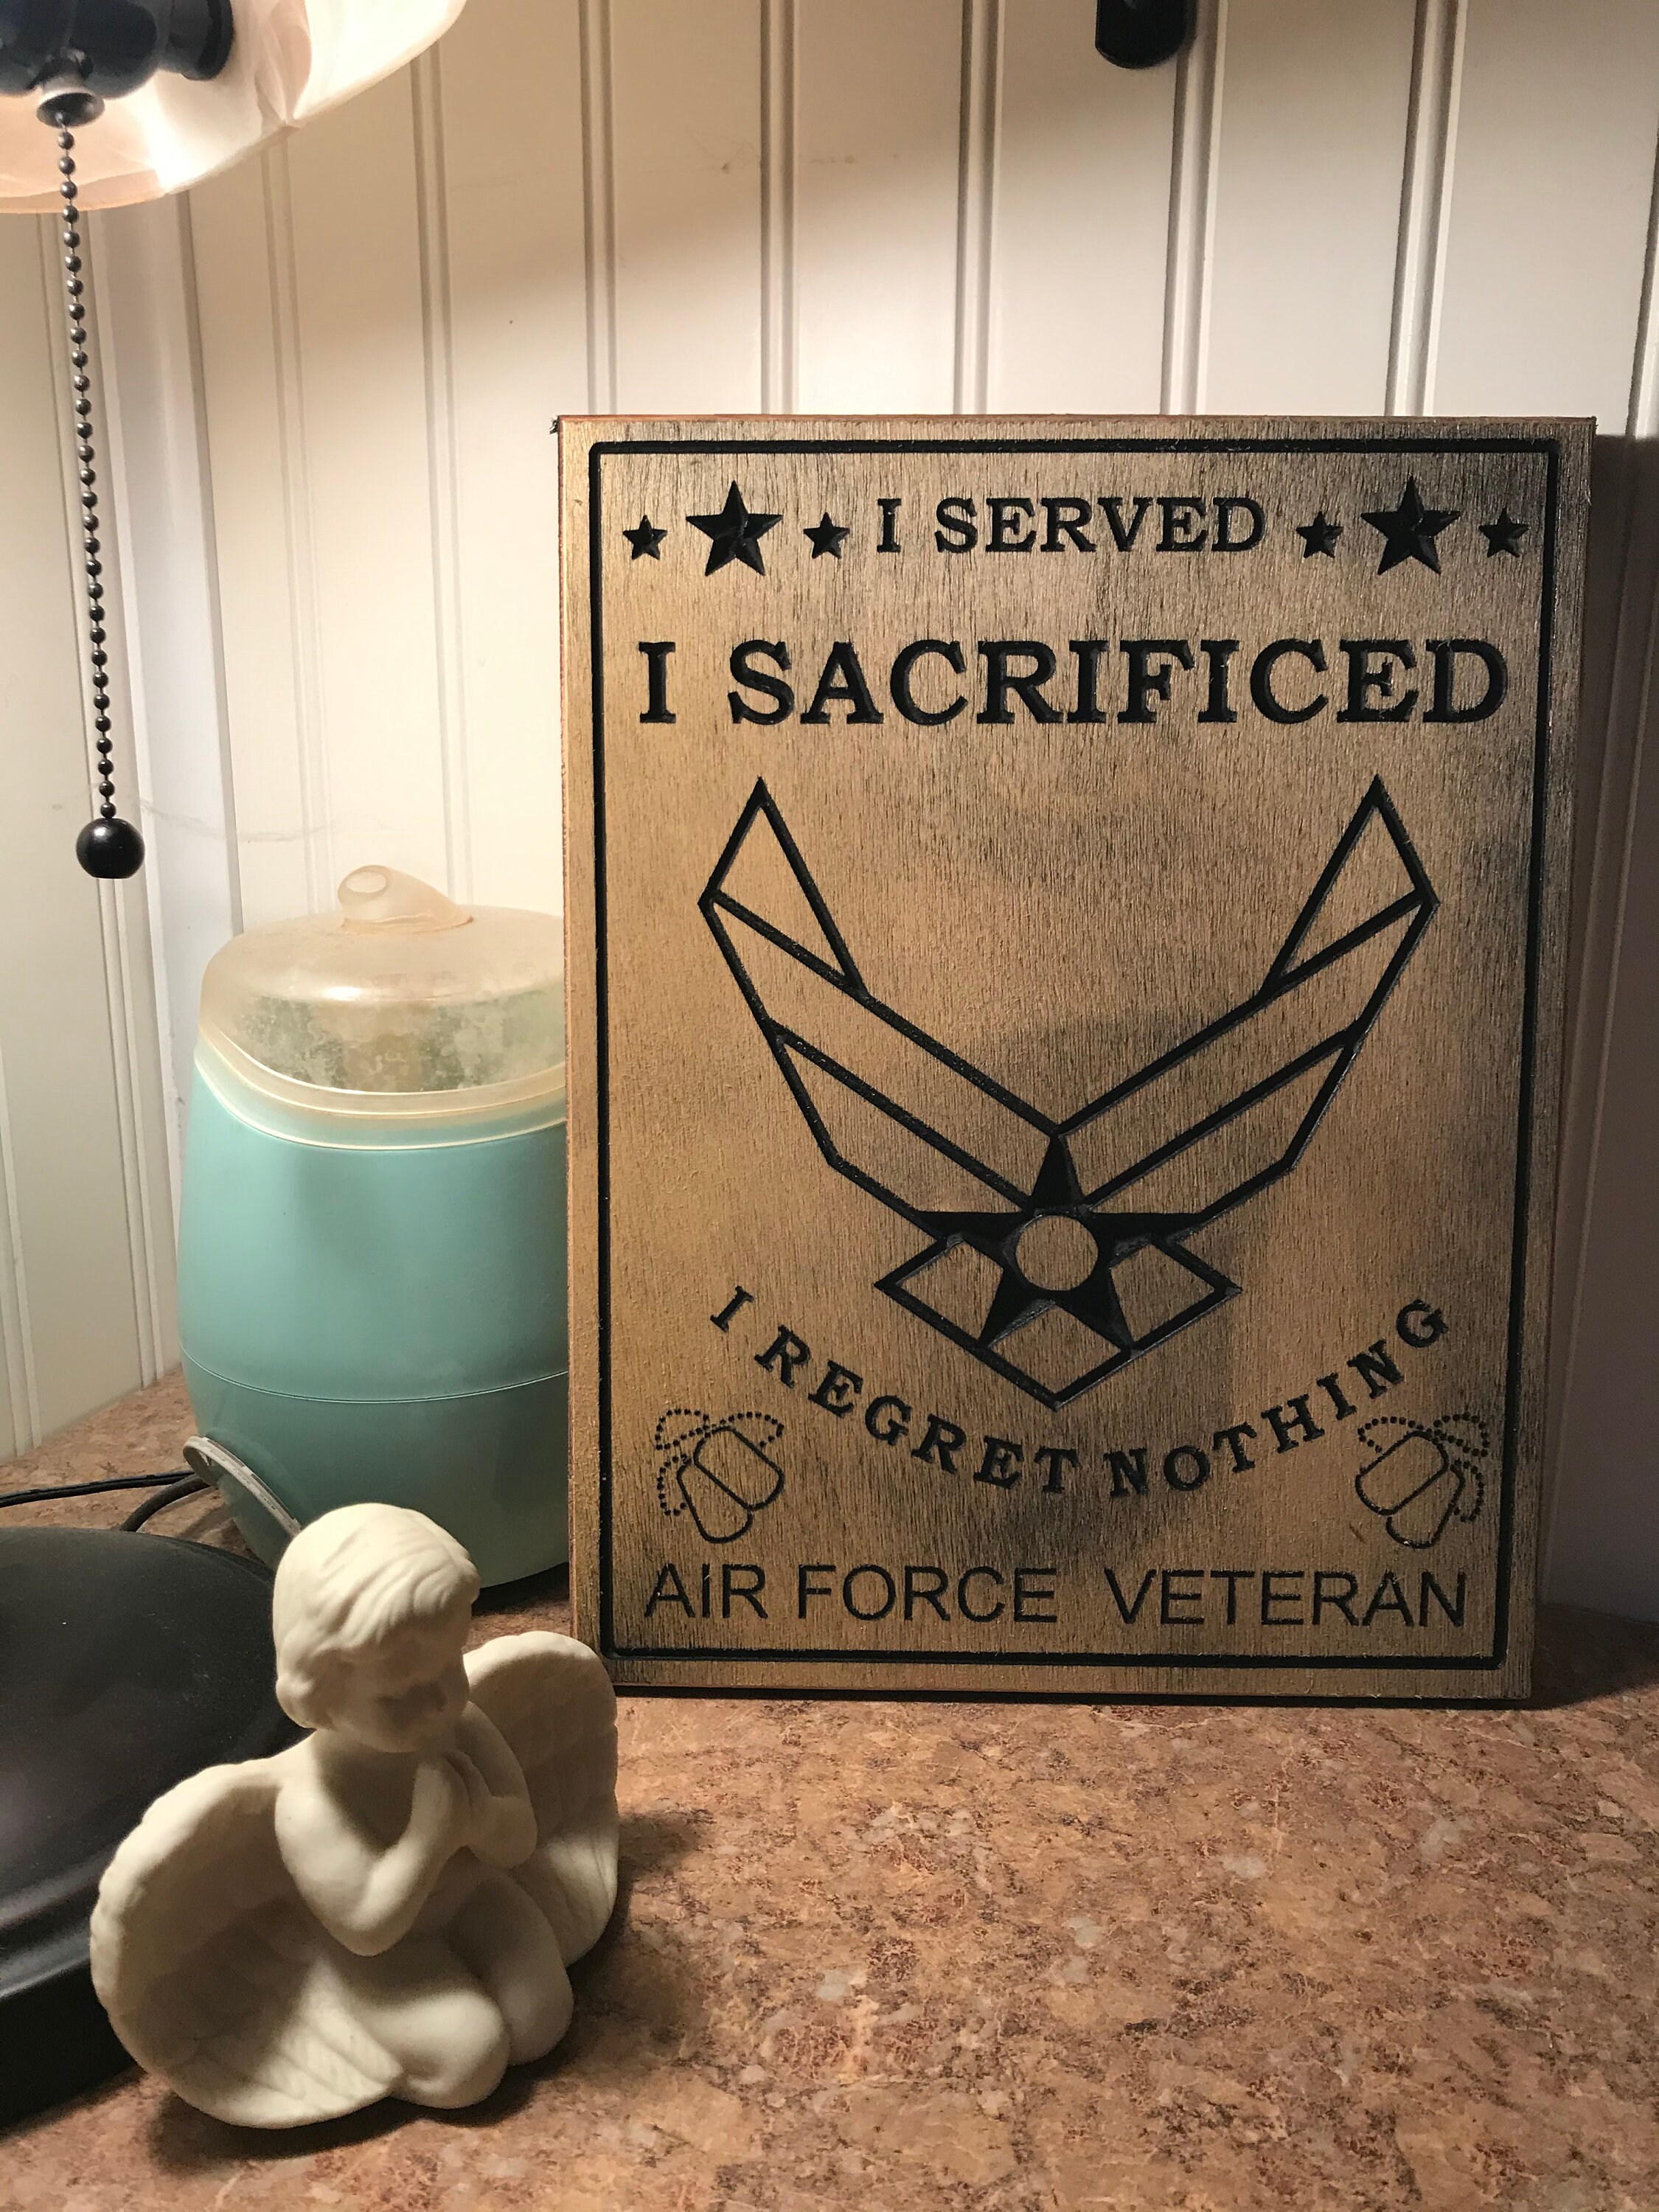 I SERVED
I SACRIFICED
I REGRET NOTHING
AIR FORCE VETERAN